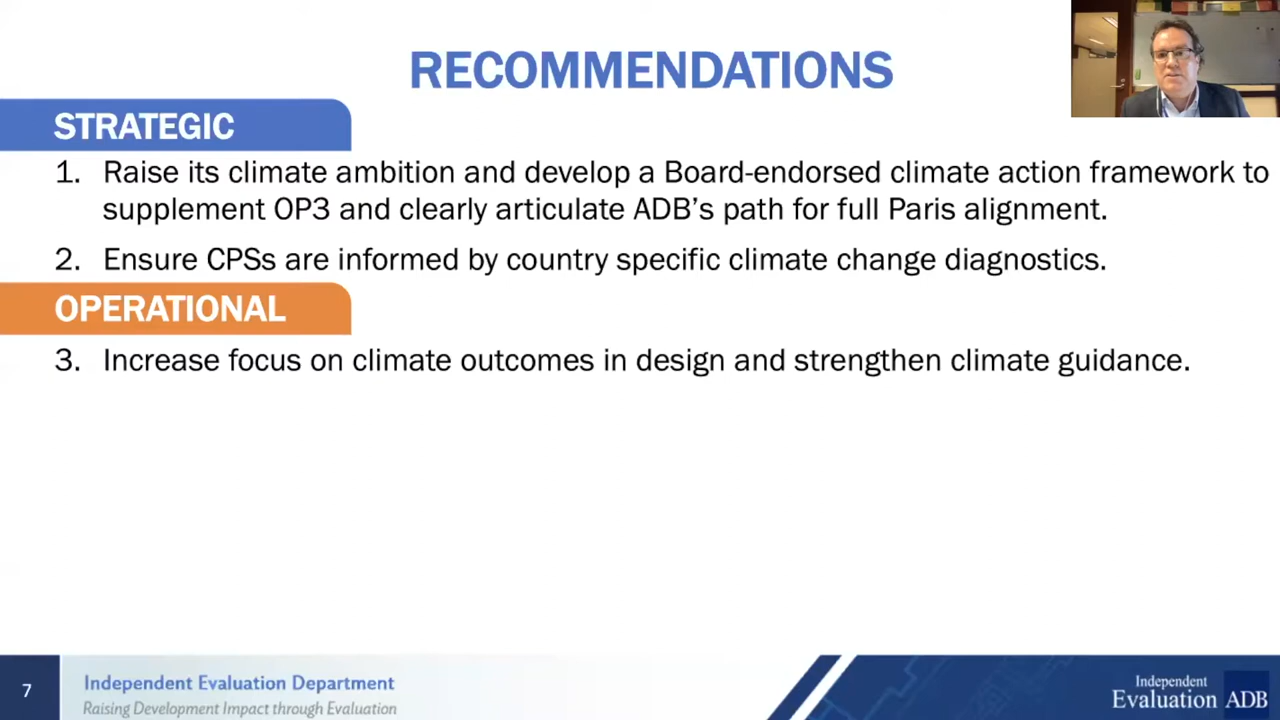 RECOMMENDATIONS
STRATEGIC
1. Raise its climate ambition and develop a Board-endorsed climate action framework to
supplement OP3 and clearly articulate ADB's path for full Paris alignment.
2. Ensure CPSs are informed by country specific climate change diagnostics.
OPERATIONAL
3. Increase focus on climate outcomes in design and strengthen climate guidance.
7
Independent Evaluation Department
Raising Development Impact through Evaluation
Independent
Evaluation ADB